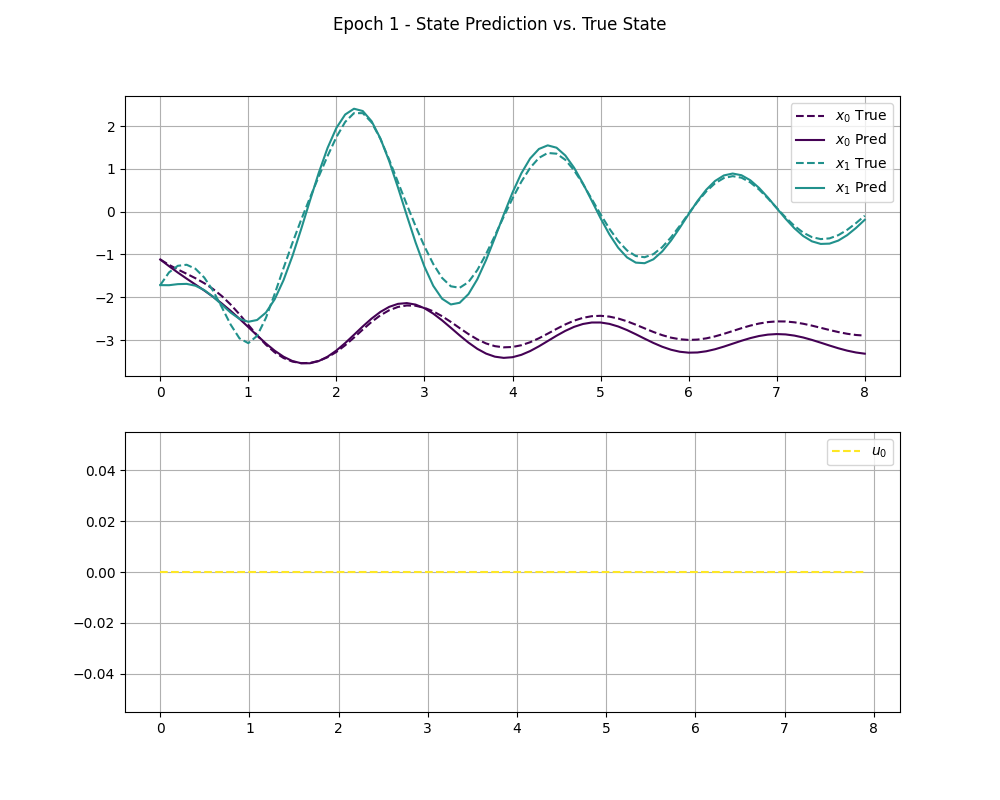 Epoch 1 - State Prediction vs. True State
2
1
0
−1
−2
−3
x₀ True
x₀ Pred
x₁ True
x₁ Pred
0 1 2 3 4 5 6 7 8
0.04
0.02
0.00
−0.02
−0.04
u₀
0 1 2 3 4 5 6 7 8